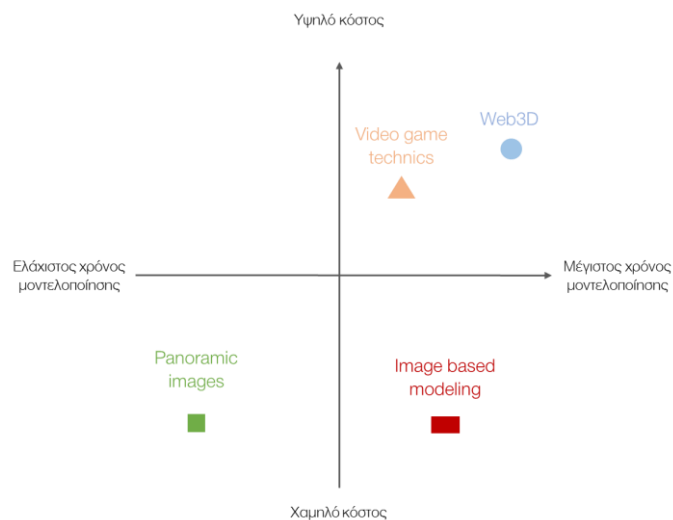 Υψηλό κόστος
Web3D
Video game
technics
Ελάχιστος χρόνος
μοντελοποίησης
Μέγιστος χρόνος
μοντελοποίησης
Panoramic
images
Image based
modeling
Χαμηλό κόστος